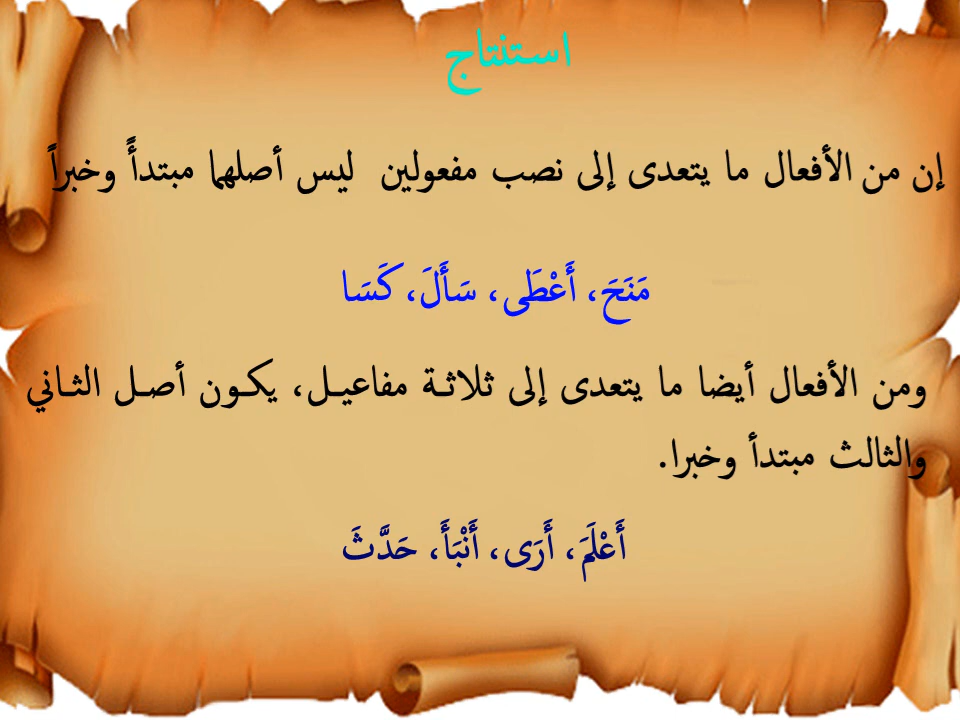 استنتاج
إن من الأفعال ما يتعدى إلى نصب مفعولين ليس أصلهما مبتدأً وخبراً
مَنَحَ، أَعْطَى، سَأَلَ، كَسَا
ومن الأفعال أيضا ما يتعدى إلى ثلاثة مفاعيل، يكون أصل الثاني
والثالث مبتدأ وخبرا.
أَعْلَمَ، أَرَى، أَنْبَأَ، حَدَّثَ